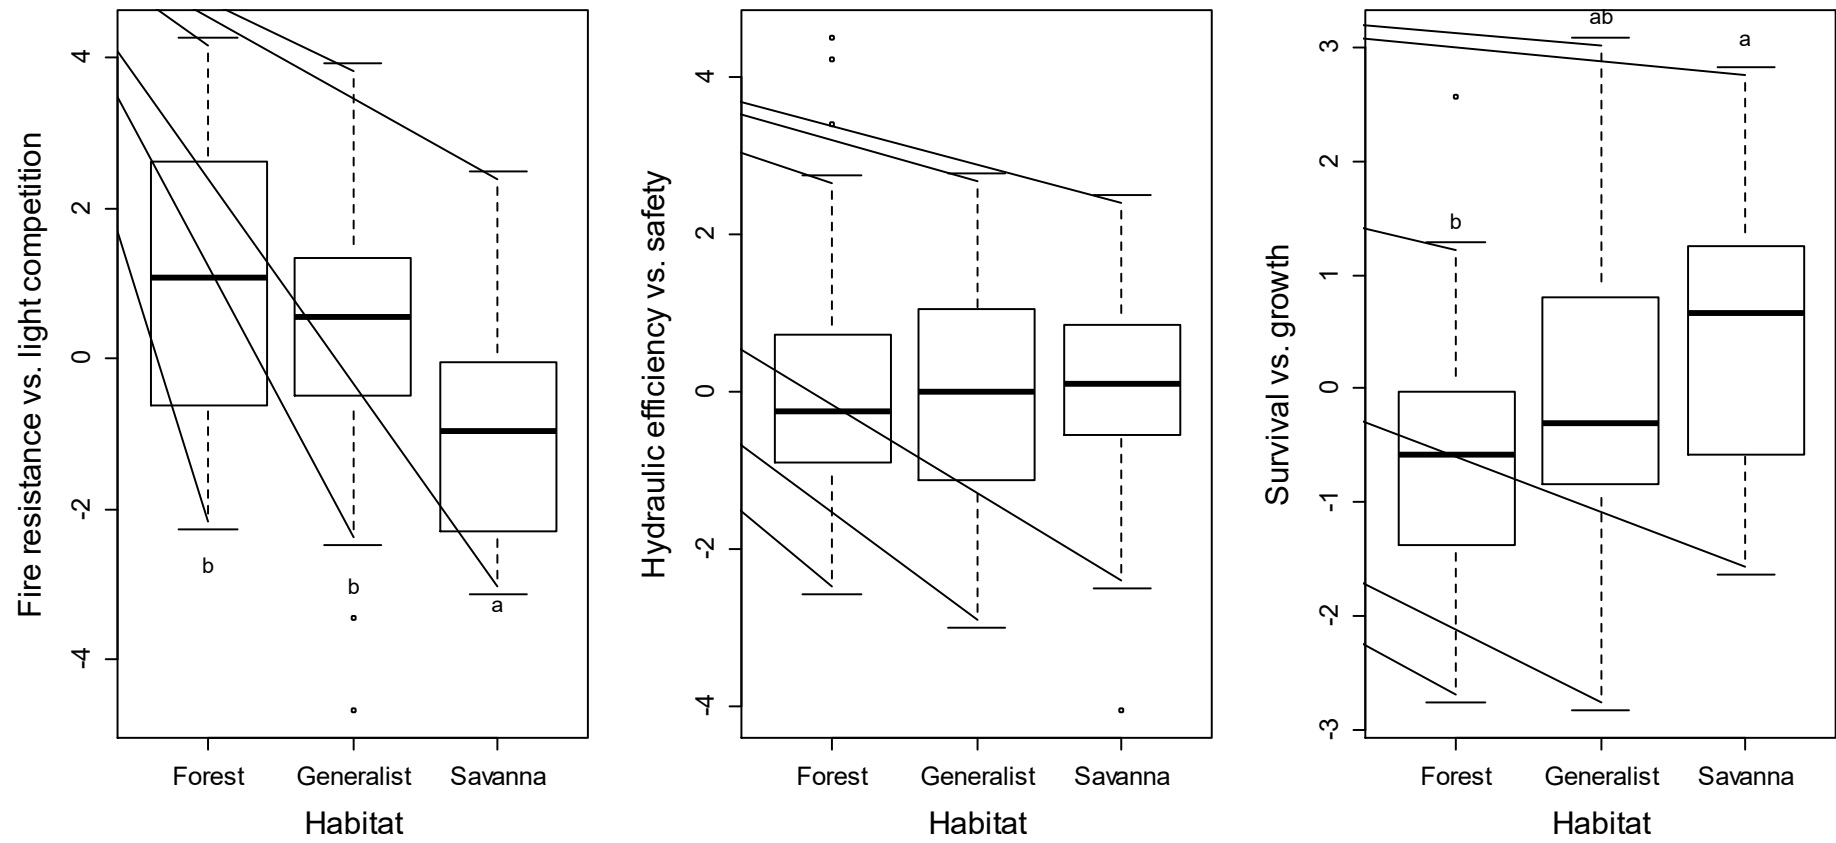 Fire resistance vs. light competition
4
2
0
-2
-4
b
b
a
Forest
Generalist
Savanna
Habitat
Hydraulic efficiency vs. safety
4
2
0
-2
-4
Forest
Generalist
Savanna
Habitat
Survival vs. growth
3
2
1
0
-1
-2
-3
b
ab
a
Forest
Generalist
Savanna
Habitat